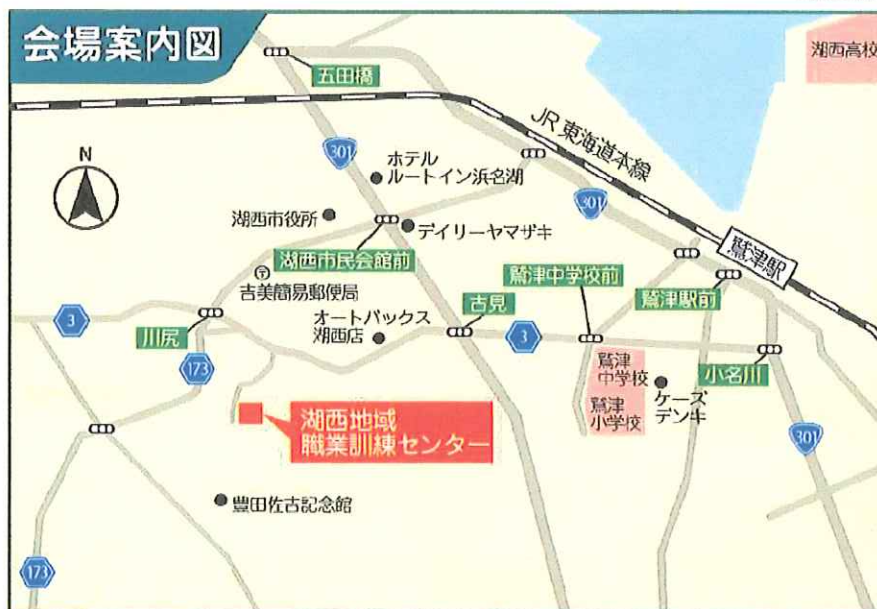 会場案内図
湖西高校
五田橋
JR東海道本線
N
301
ホテル
ルートイン浜名湖
301
湖西市役所
デイリーヤマザキ
湖西市民会館前
鷲津駅
吉美簡易郵便局
鷲津中学校前
鷲津駅前
3
川尻
オートバックス
湖西店
古見
3
173
鷲津
中学校
小名川
鷲津
小学校
ケーズ
デンキ
湖西地域
職業訓練センター
301
豊田佐吉記念館
173